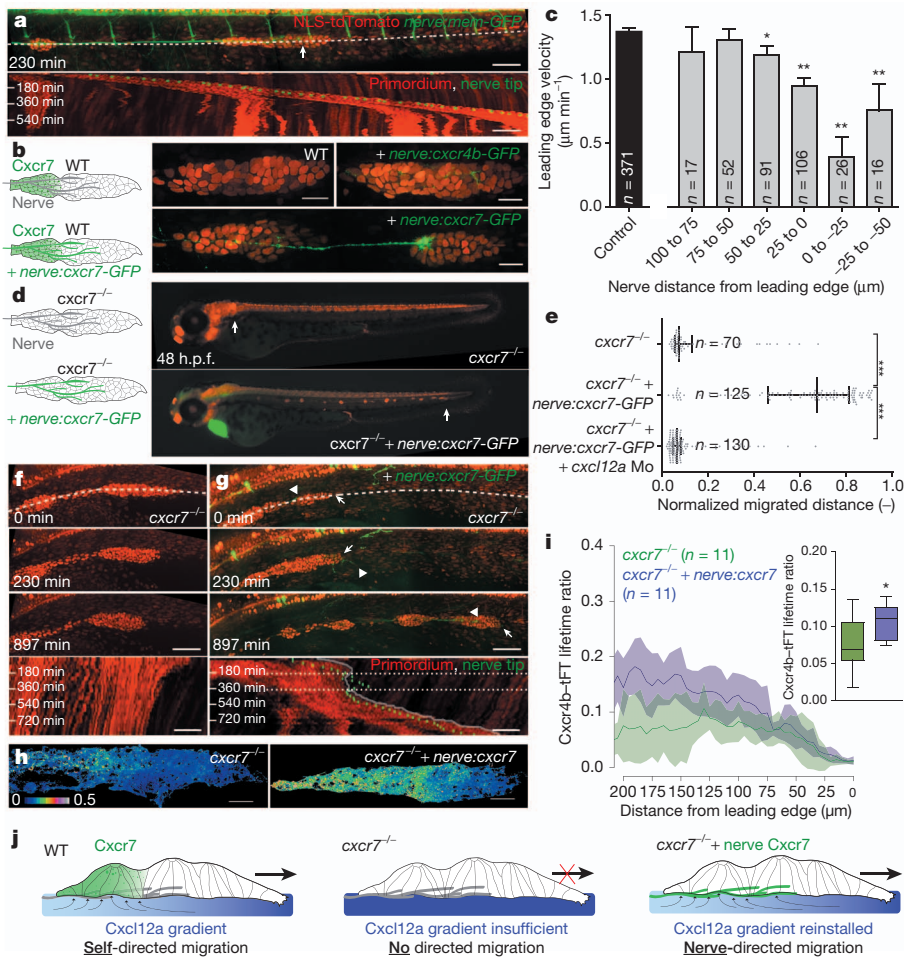 a
NLS-toTomato nerve:mem-GFP
230 min
Primordium, nerve tip
180 min
360 min
540 min
b
Cxcr7 WT
Nerve
WT
+ nerve:cxcr4b-GFP
Cxcr7 WT
+ nerve:cxcr7-GFP
+ nerve:cxcr7-GFP
c
Leading edge velocity
(µm min⁻¹)
1.5
1.0
0.5
0.0
n = 371
n = 17
n = 52
*
n = 91
**
n = 106
**
n = 26
**
n = 16
Control
100 to 75
75 to 50
50 to 25
25 to 0
0 to −25
−25 to −50
Nerve distance from leading edge (µm)
d
cxcr7⁻/⁻
Nerve
cxcr7⁻/⁻
+ nerve:cxcr7-GFP
48 h.p.f.
cxcr7⁻/⁻
cxcr7⁻/⁻ + nerve:cxcr7-GFP
e
cxcr7⁻/⁻
n = 70
cxcr7⁻/⁻ +
nerve:cxcr7-GFP
n = 125
cxcr7⁻/⁻ +
nerve:cxcr7-GFP
+ cxcl12a Mo
n = 130
***
***
0.0 0.2 0.4 0.6 0.8 1.0
Normalized migrated distance (–)
f
0 min
cxcr7⁻/⁻
230 min
897 min
180 min
360 min
540 min
720 min
g
+ nerve:cxcr7-GFP
0 min
cxcr7⁻/⁻
230 min
897 min
Primordium, nerve tip
180 min
360 min
540 min
720 min
h
cxcr7⁻/⁻
0 0.5
cxcr7⁻/⁻ + nerve:cxcr7
i
cxcr7⁻/⁻ (n = 11)
cxcr7⁻/⁻ + nerve:cxcr7
(n = 11)
Cxcr4b–tFT lifetime ratio
0.4
0.3
0.2
0.1
0.0
200 175 150 125 100 75 50 25 0
Distance from leading edge (µm)
Cxcr4b–tFT lifetime ratio
0.20
0.15
0.10
0.05
0.00
*
j
WT
Cxcr7
Cxcl12a gradient
Self-directed migration
cxcr7⁻/⁻
Cxcl12a gradient insufficient
No directed migration
cxcr7⁻/⁻ + nerve Cxcr7
Cxcl12a gradient reinstalled
Nerve-directed migration